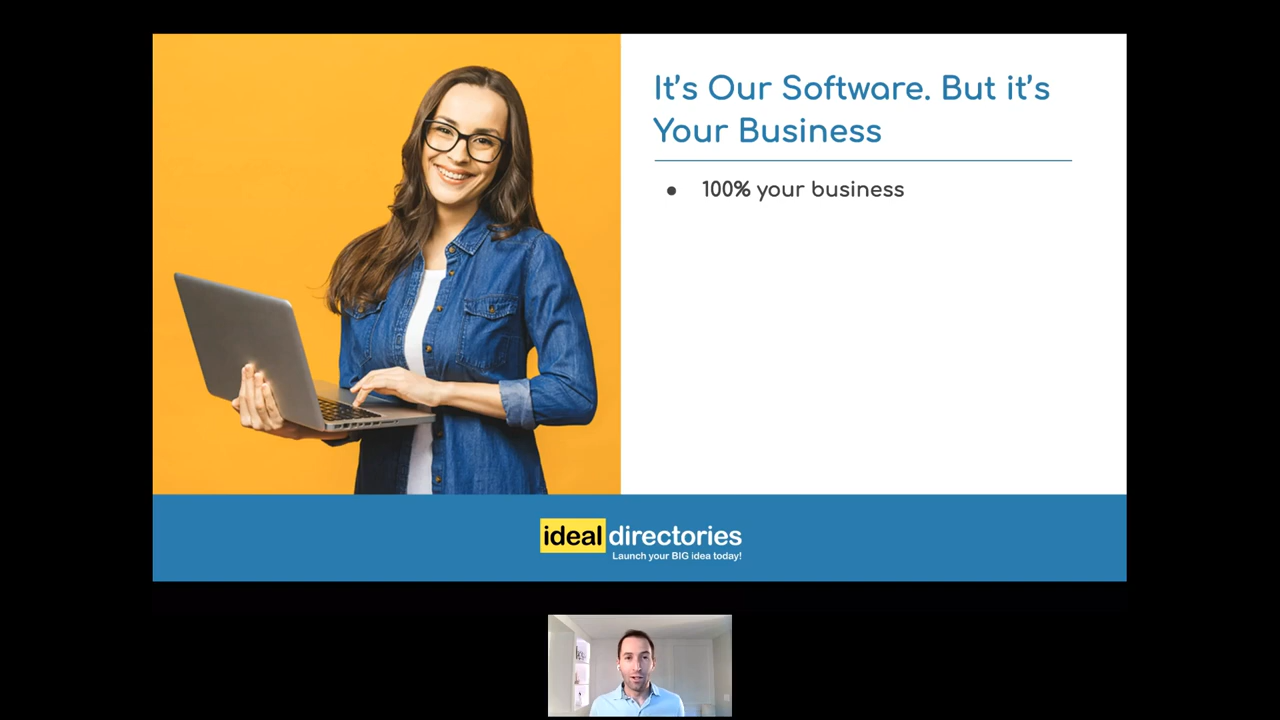 It's Our Software. But it's
Your Business
● 100% your business
ideal directories
Launch your BIG idea today!